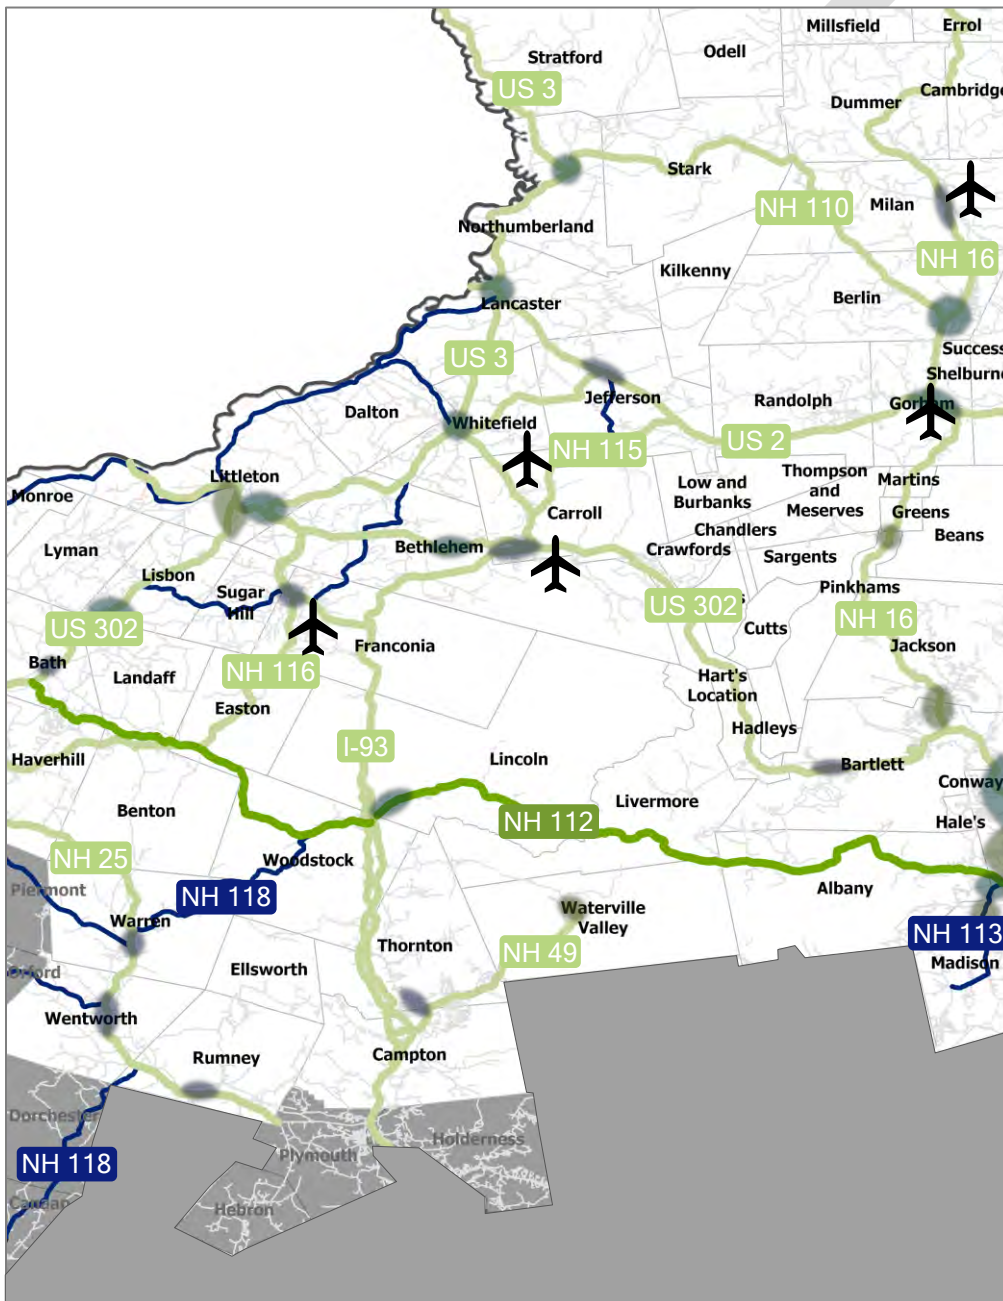 Millsfield
Errol
Stratford
Odell
US 3
Cambridge
Dummer
Stark
NH 110
Milan
Northumberland
NH 16
Kilkenny
Berlin
Lancaster
Success
US 3
Shelburne
Jefferson
Randolph
Gorham
Dalton
Whitefield
US 2
NH 115
Littleton
Thompson
and
Meserves
Martins
Low and
Burbanks
Monroe
Greens
Carroll
Chandlers
Beans
Lyman
Bethlehem
Crawfords
Sargents
Lisbon
Sugar
Hill
Pinkhams
US 302
US 302
s
NH 16
Cutts
Franconia
Jackson
Bath
Landaff
NH 116
Hart's
Location
Easton
Hadleys
I-93
Haverhill
Lincoln
Bartlett
Conway
Benton
Livermore
NH 112
Hale's
NH 25
Woodstock
Piermont
NH 118
Albany
Warren
Waterville
Valley
NH 113
Thornton
NH 49
Madison
Orford
Ellsworth
Wentworth
Rumney
Campton
Dorchester
Holderness
NH 118
Plymouth
Canaan
Hebron